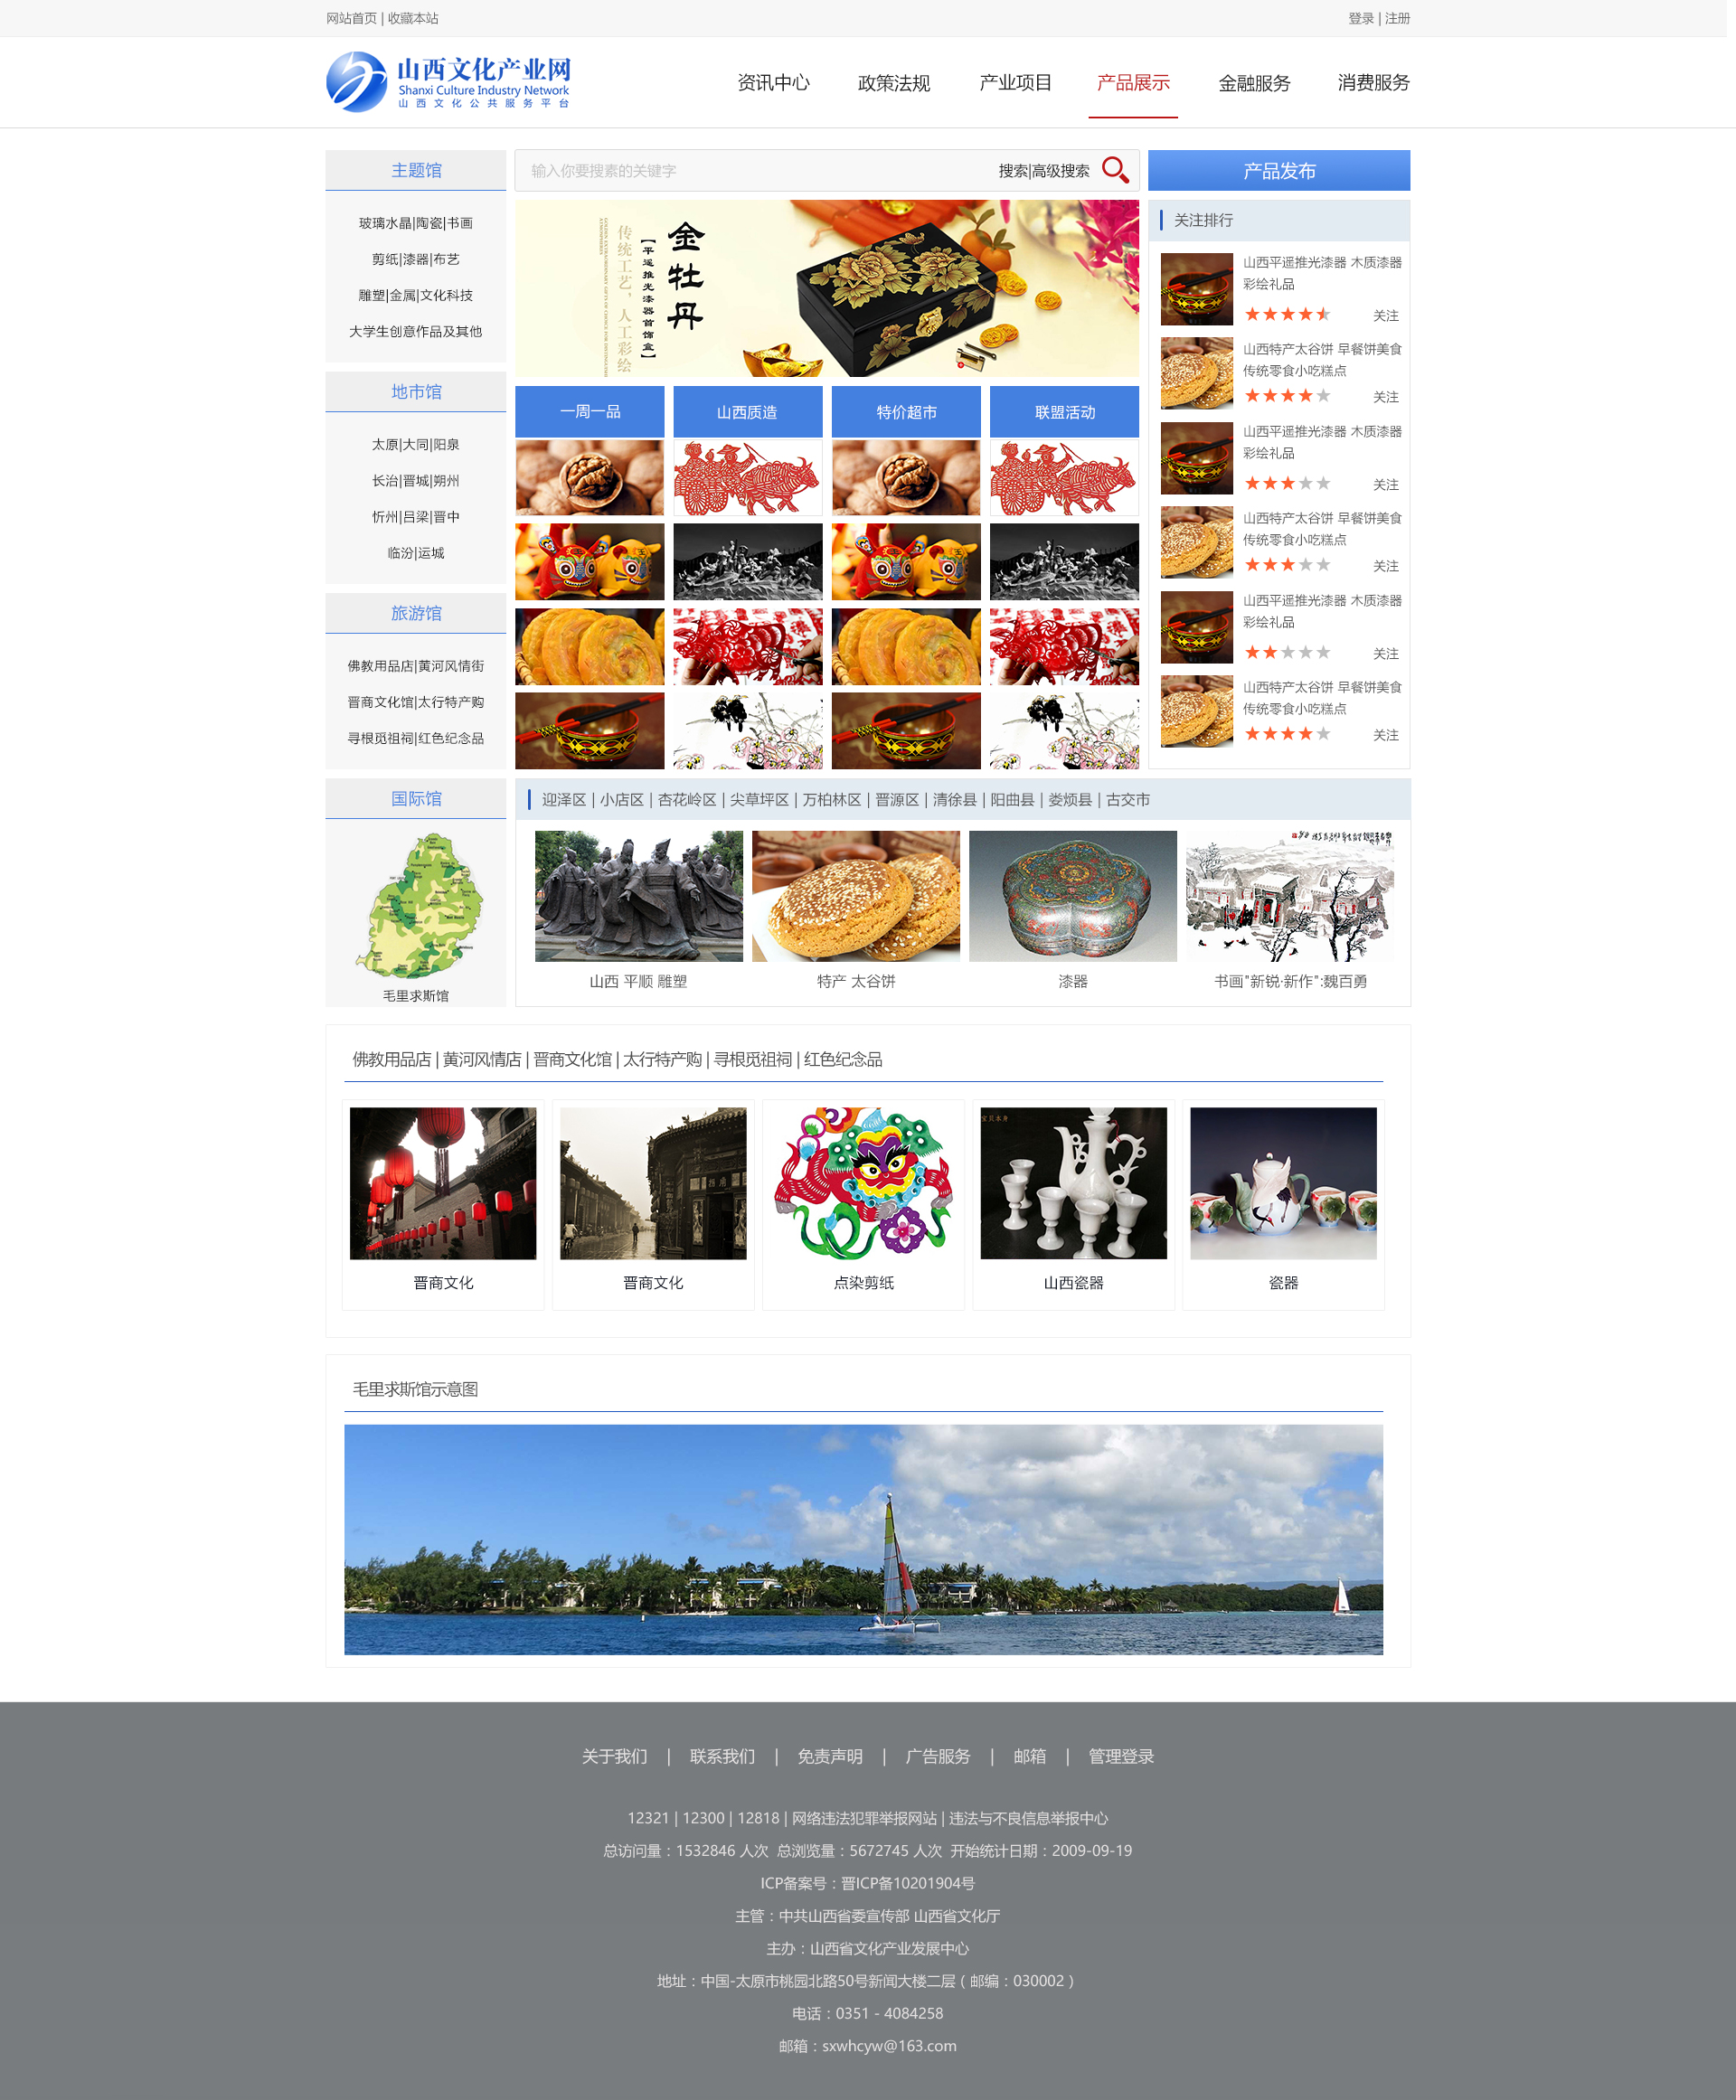 网站首页 | 收藏本站
登录 | 注册
山西文化产业网
Shanxi Culture Industry Network
山西文化公共服务平台
资讯中心
政策法规
产业项目
产品展示
金融服务
消费服务
主题馆
玻璃水晶|陶瓷|书画
剪纸|漆器|布艺
雕塑|金属|文化科技
大学生创意作品及其他
地市馆
太原|大同|阳泉
长治|晋城|朔州
忻州|吕梁|晋中
临汾|运城
旅游馆
佛教用品店|黄河风情街
晋商文化馆|太行特产购
寻根觅祖祠|红色纪念品
国际馆
毛里求斯馆
输入你要搜素的关键字
搜索|高级搜索
金牡丹
【平遥推光漆器首饰盒】
传统工艺，人工彩绘
一周一品
山西质造
特价超市
联盟活动
产品发布
关注排行
山西平遥推光漆器 木质漆器
彩绘礼品
关注
山西特产太谷饼 早餐饼美食
传统零食小吃糕点
关注
山西平遥推光漆器 木质漆器
彩绘礼品
关注
山西特产太谷饼 早餐饼美食
传统零食小吃糕点
关注
山西平遥推光漆器 木质漆器
彩绘礼品
关注
山西特产太谷饼 早餐饼美食
传统零食小吃糕点
关注
迎泽区 | 小店区 | 杏花岭区 | 尖草坪区 | 万柏林区 | 晋源区 | 清徐县 | 阳曲县 | 娄烦县 | 古交市
山西 平顺 雕塑
特产 太谷饼
漆器
书画"新锐·新作":魏百勇
佛教用品店 | 黄河风情店 | 晋商文化馆 | 太行特产购 | 寻根觅祖祠 | 红色纪念品
晋商文化
晋商文化
点染剪纸
山西瓷器
瓷器
毛里求斯馆示意图
关于我们 | 联系我们 | 免责声明 | 广告服务 | 邮箱 | 管理登录
12321 | 12300 | 12818 | 网络违法犯罪举报网站 | 违法与不良信息举报中心
总访问量：1532846 人次 总浏览量：5672745 人次 开始统计日期：2009-09-19
ICP备案号：晋ICP备10201904号
主管：中共山西省委宣传部 山西省文化厅
主办：山西省文化产业发展中心
地址：中国-太原市桃园北路50号新闻大楼二层（邮编：030002）
电话：0351 - 4084258
邮箱：sxwhcyw@163.com